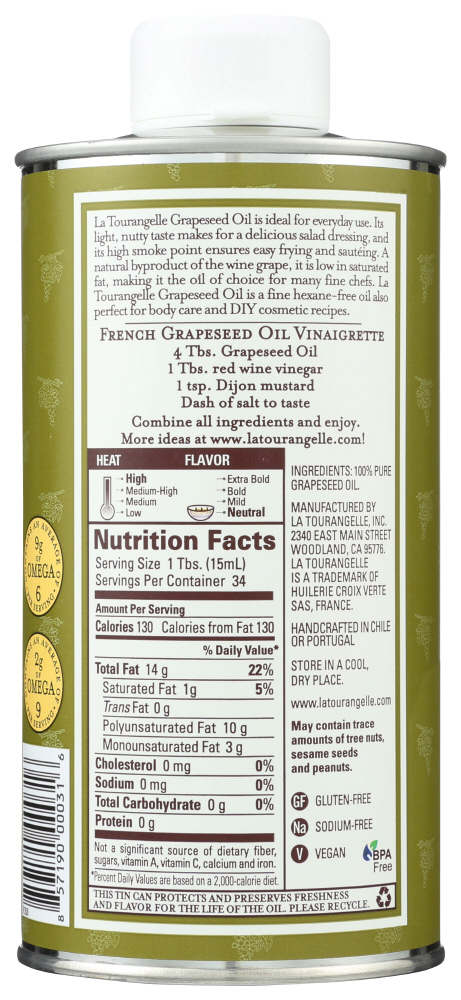 La Tourangelle Grapeseed Oil is ideal for everyday use. Its
light, nutty taste makes for a delicious salad dressing, and
its high smoke point ensures easy frying and sautéing. A
natural byproduct of the wine grape, it is low in saturated
fat, making it the oil of choice for many fine chefs. La
Tourangelle Grapeseed Oil is a fine hexane-free oil also
perfect for body care and DIY cosmetic recipes.
FRENCH GRAPESEED OIL VINAIGRETTE
4 Tbs. Grapeseed Oil
1 Tbs. red wine vinegar
1 tsp. Dijon mustard
Dash of salt to taste
Combine all ingredients and enjoy.
More ideas at www.latourangelle.com!
HEAT FLAVOR
High
Medium-High
Medium
Low
Extra Bold
Bold
Mild
Neutral
Nutrition Facts
Serving Size 1 Tbs. (15mL)
Servings Per Container 34
Amount Per Serving
Calories 130 Calories from Fat 130
% Daily Value*
Total Fat 14 g 22%
Saturated Fat 1g 5%
Trans Fat 0 g
Polyunsaturated Fat 10 g
Monounsaturated Fat 3 g
Cholesterol 0 mg 0%
Sodium 0 mg 0%
Total Carbohydrate 0 g 0%
Protein 0 g
Not a significant source of dietary fiber,
sugars, vitamin A, vitamin C, calcium and iron.
*Percent Daily Values are based on a 2,000-calorie diet.
INGREDIENTS: 100% PURE
GRAPESEED OIL.
MANUFACTURED BY
LA TOURANGELLE, INC.
2340 EAST MAIN STREET
WOODLAND, CA 95776.
LA TOURANGELLE
IS A TRADEMARK OF
HUILERIE CROIX VERTE
SAS, FRANCE.
HANDCRAFTED IN CHILE
OR PORTUGAL
STORE IN A COOL,
DRY PLACE.
www.latourangelle.com
May contain trace
amounts of tree nuts,
sesame seeds
and peanuts.
GF GLUTEN-FREE
Na SODIUM-FREE
V VEGAN
BPA
Free
THIS TIN CAN PROTECTS AND PRESERVES FRESHNESS
AND FLAVOR FOR THE LIFE OF THE OIL. PLEASE RECYCLE.
AN AVERAGE
9g
OMEGA
6
SERVING
AN AVERAGE
2g
OMEGA
9
SERVING
8 57190 00031 6